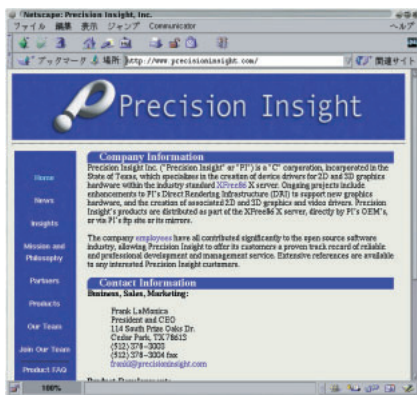 Netscape: Precision Insight, Inc.
ファイル 編集 表示 ジャンプ Communicator ヘルプ
ブックマーク 場所: http://www.precisioninsight.com/ 関連サイト
Precision Insight
Home
News
Insights
Mission and
Philosophy
Partners
Products
Our Team
Join Our Team
Product FAQ
Company Information
Precision Insight Inc. ("Precision Insight" or "PI") is a "C" corporation, incorporated in the
State of Texas, which specializes in the creation of device drivers for 2D and 3D graphics
hardware within the industry standard XFree86 X server. Ongoing projects include
enhancements to PI's Direct Rendering Infrastructure (DRI) to support new graphics
hardware, and the creation of associated 2D and 3D graphics and video drivers. Precision
Insight's products are distributed as part of the XFree86 X server, directly by PI's OEM's,
or via PI's ftp site or its mirrors.
The company employees have all contributed significantly to the open source software
industry, allowing Precision Insight to offer its customers a proven track record of reliable
and professional development and management service. Extensive references are available
to any interested Precision Insight customers.
Contact Information
Business, Sales, Marketing:
Frank LaMonica
President and CEO
114 South Prize Oaks Dr.
Cedar Park, TX 78613
(512) 378-3003
(512) 378-3004 fax
frank@precisioninsight.com
100%